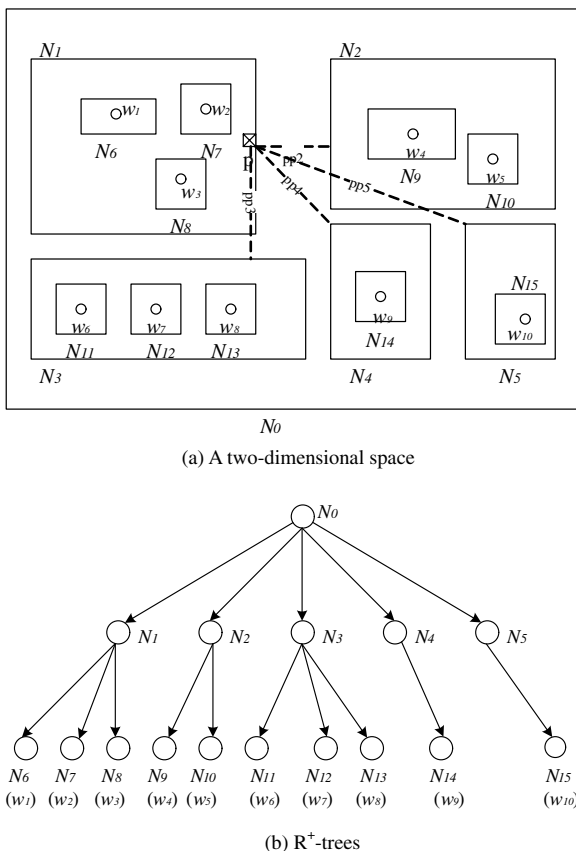 N1 N2
w1 w2
N6 N7
P
pp2
w4
w5
N9
N10
w3
N8
pp3 pp4 pp5
N15
w6 w7 w8 w9 w10
N11 N12 N13 N14
N3 N4 N5
N0
(a) A two-dimensional space
N0
N1 N2 N3 N4 N5
N6 N7 N8 N9 N10 N11 N12 N13 N14 N15
(w1) (w2) (w3) (w4) (w5) (w6) (w7) (w8) (w9) (w10)
(b) R+-trees